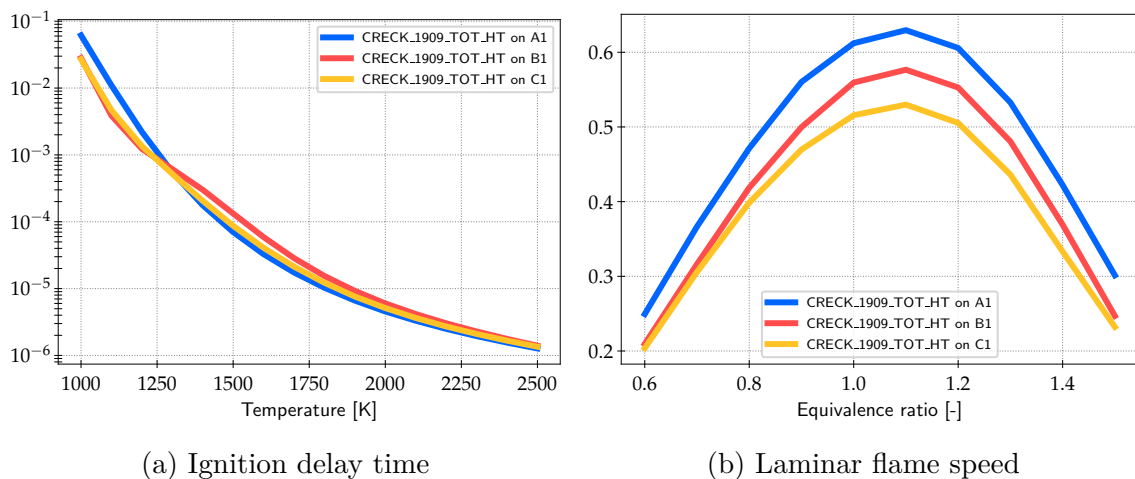 10⁻¹
10⁻²
10⁻³
10⁻⁴
10⁻⁵
10⁻⁶
CRECK_1909_TOT_HT on A1
CRECK_1909_TOT_HT on B1
CRECK_1909_TOT_HT on C1
1000 1250 1500 1750 2000 2250 2500
Temperature [K]
(a) Ignition delay time
0.6
0.5
0.4
0.3
0.2
CRECK_1909_TOT_HT on A1
CRECK_1909_TOT_HT on B1
CRECK_1909_TOT_HT on C1
0.6 0.8 1.0 1.2 1.4
Equivalence ratio [-]
(b) Laminar flame speed